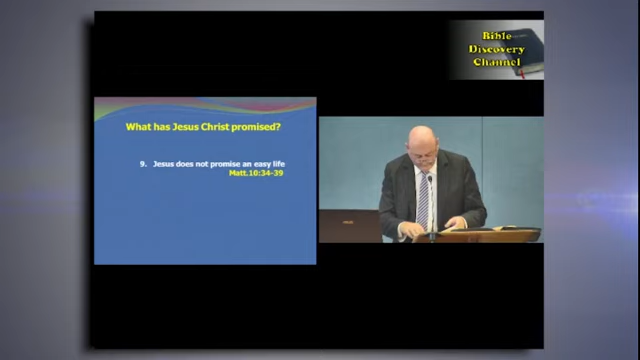 Bible
Discovery
Channel
What has Jesus Christ promised?
9. Jesus does not promise an easy life
Matt.10:34-39